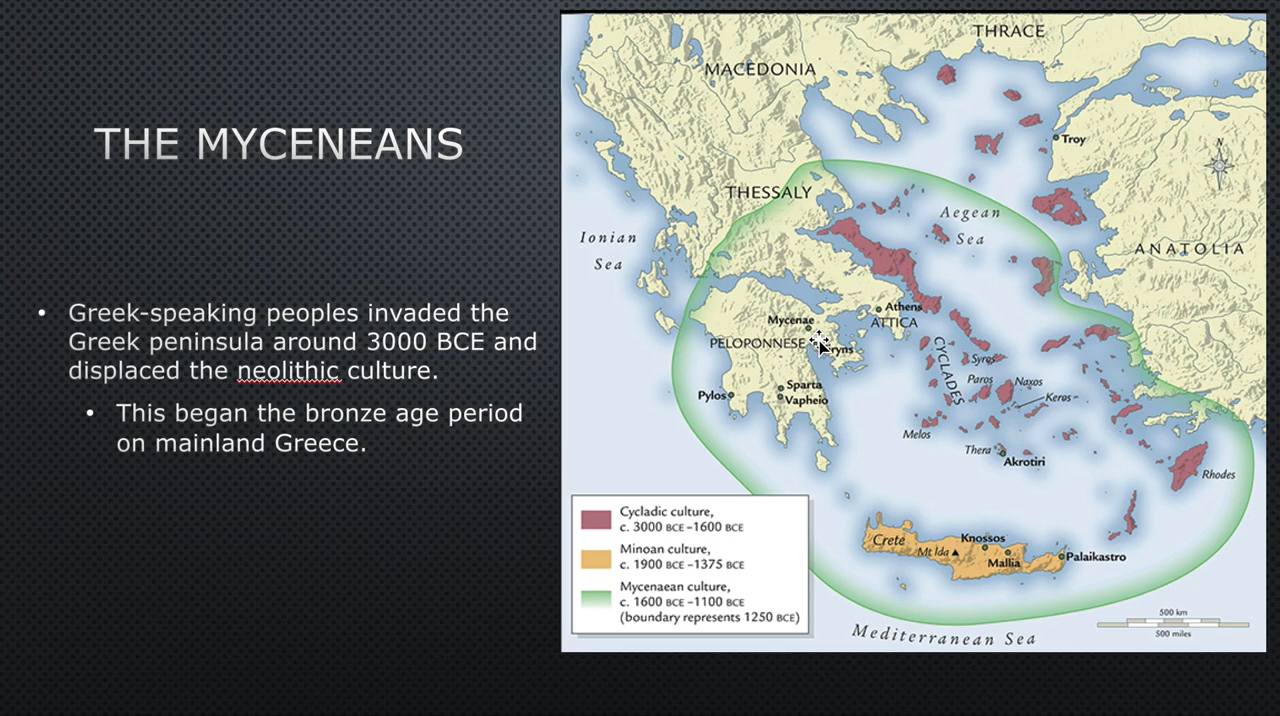 THE MYCENEANS
• Greek-speaking peoples invaded the
Greek peninsula around 3000 BCE and
displaced the neolithic culture.
• This began the bronze age period
on mainland Greece.
THRACE
MACEDONIA
Troy
N
THESSALY
Aegean
Sea
Ionian
Sea
ANATOLIA
Athens
Mycenae
ATTICA
PELOPONNESE
CYCLADES
Syros
Paros
Naxos
Sparta
Pylos
Vapheio
Keros
Melos
Thera
Akrotiri
Rhodes
Cycladic culture,
c. 3000 BCE –1600 BCE
Minoan culture,
c. 1900 BCE –1375 BCE
Mycenaean culture,
c. 1600 BCE –1100 BCE
(boundary represents 1250 BCE)
Crete
Knossos
Mt Ida
Mallia
Palaikastro
500 km
500 miles
Mediterranean Sea